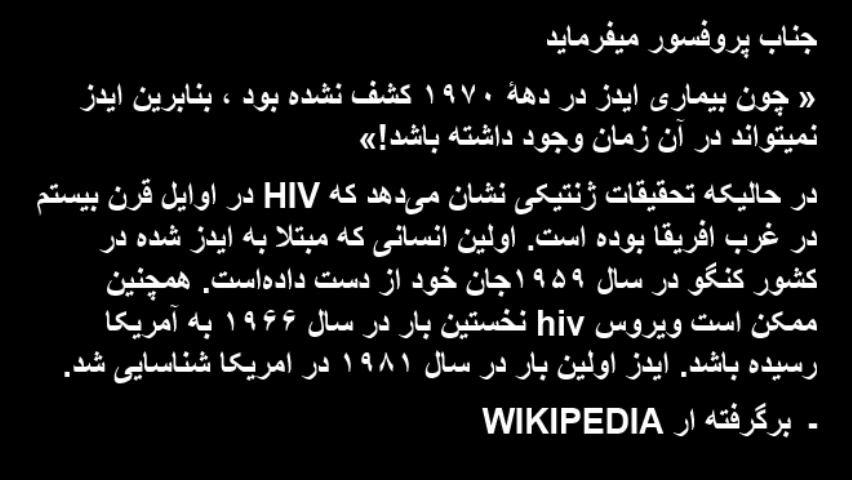 جناب پروفسور میفرماید
« چون بیماری ایدز در دههٔ ۱۹۷۰ کشف نشده بود ، بنابرین ایدز
نمیتواند در آن زمان وجود داشته باشد!»
در حالیکه تحقیقات ژنتیکی نشان می‌دهد که HIV در اوایل قرن بیستم
در غرب افریقا بوده است. اولین انسانی که مبتلا به ایدز شده در
کشور کنگو در سال ۱۹۵۹جان خود از دست داده‌است. همچنین
ممکن است ویروس hiv نخستین بار در سال ۱۹۶۶ به آمریکا
رسیده باشد. ایدز اولین بار در سال ۱۹۸۱ در امریکا شناسایی شد.
- برگرفته ار WIKIPEDIA